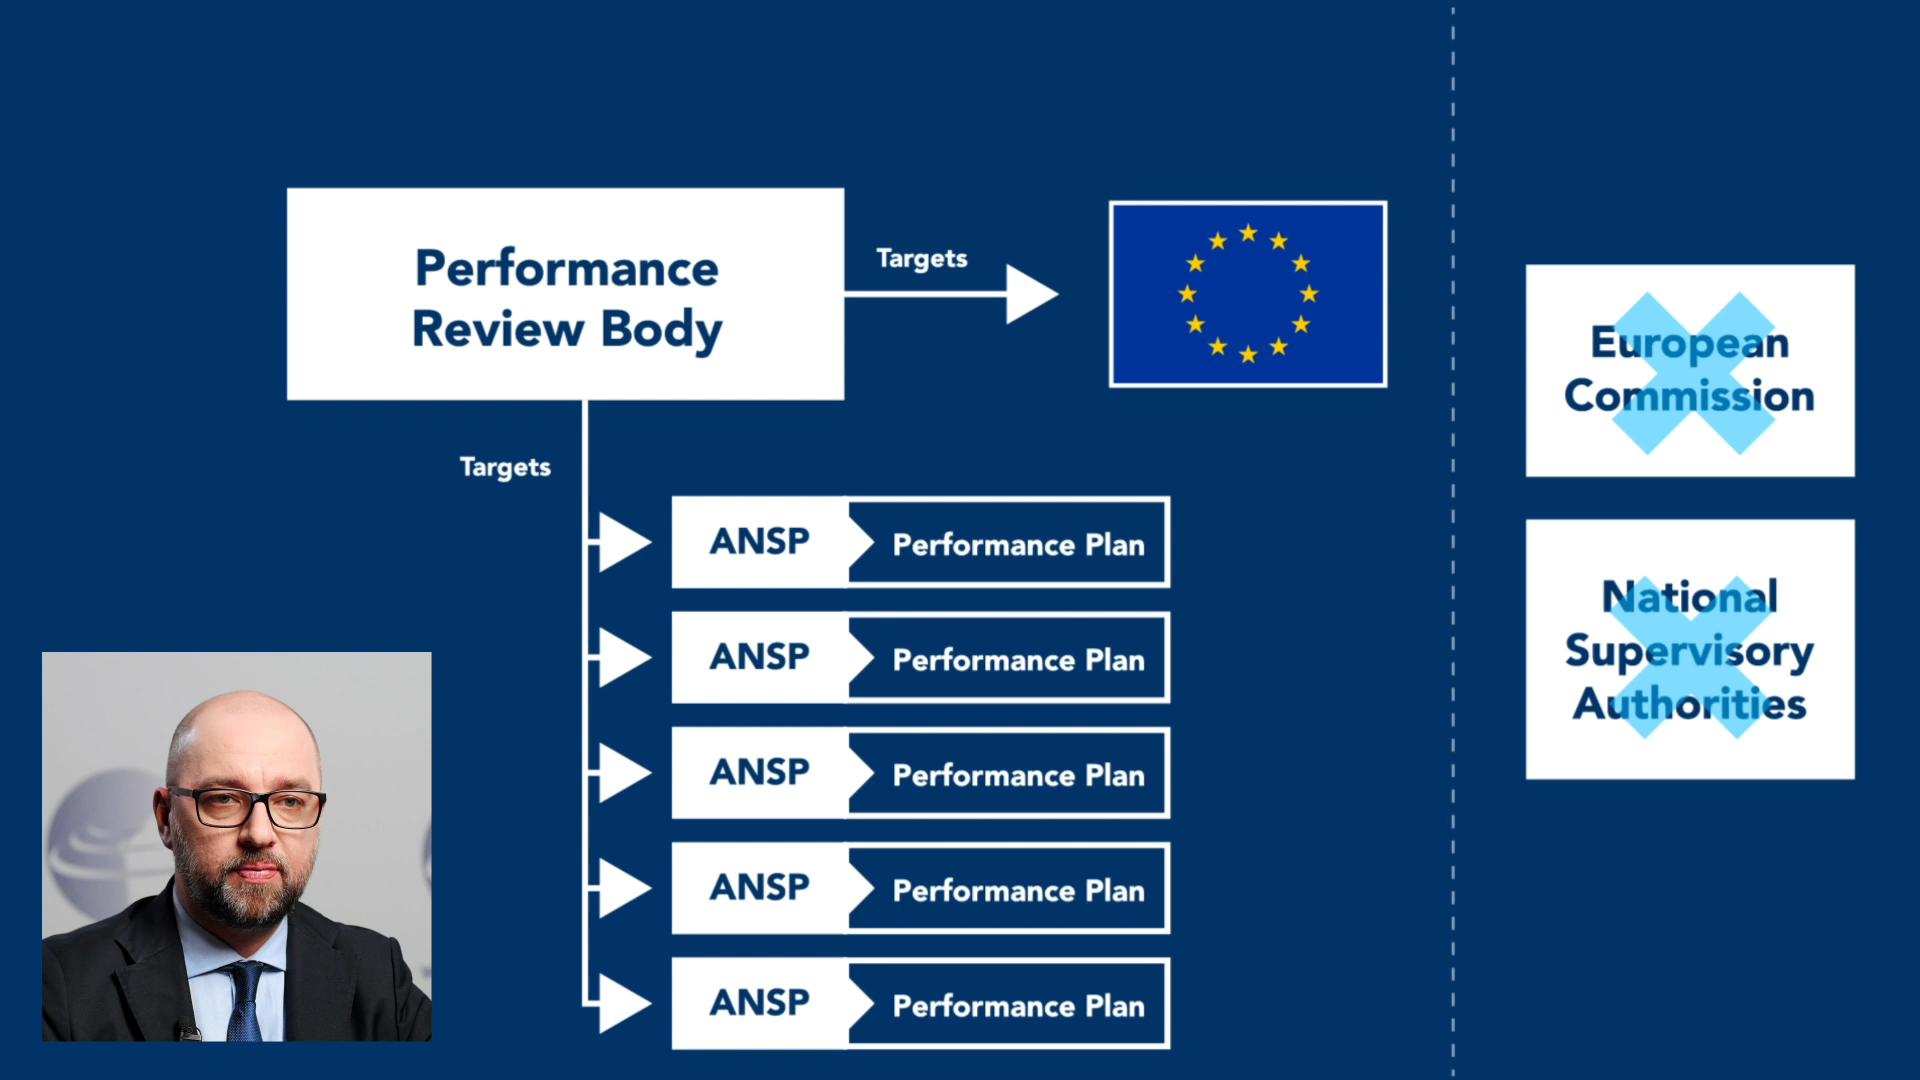 Performance
Review Body
Targets
Targets
ANSP
Performance Plan
ANSP
Performance Plan
ANSP
Performance Plan
ANSP
Performance Plan
ANSP
Performance Plan
European
Commission
National
Supervisory
Authorities